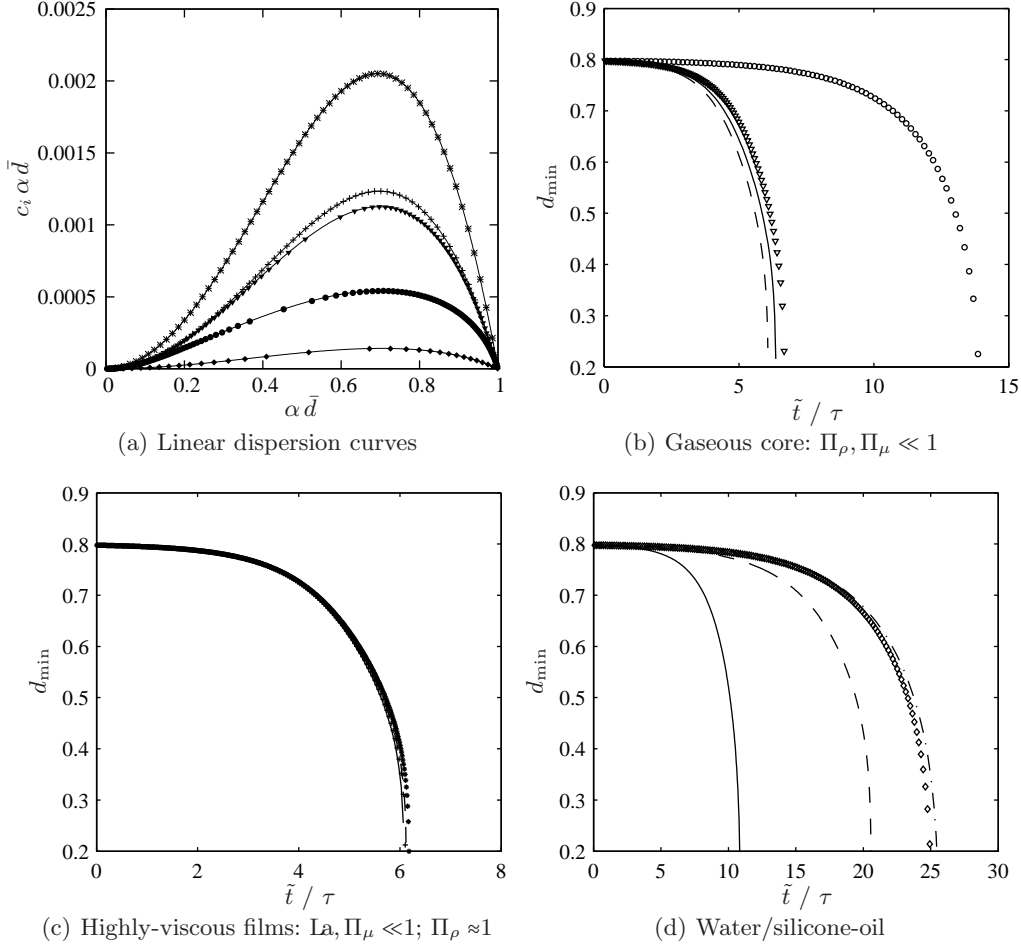 0.0025
0.002
0.0015
0.001
0.0005
0
0 0.2 0.4 0.6 0.8 1
c_i α d̄
α d̄
(a) Linear dispersion curves
0.9
0.8
0.7
0.6
0.5
0.4
0.3
0.2
0 5 10 15
d_min
t̃ / τ
(b) Gaseous core: Π_ρ, Π_μ ≪ 1
0.9
0.8
0.7
0.6
0.5
0.4
0.3
0.2
0 2 4 6 8
d_min
t̃ / τ
(c) Highly-viscous films: La, Π_μ ≪1; Π_ρ ≈1
0.9
0.8
0.7
0.6
0.5
0.4
0.3
0.2
0 5 10 15 20 25 30
d_min
t̃ / τ
(d) Water/silicone-oil